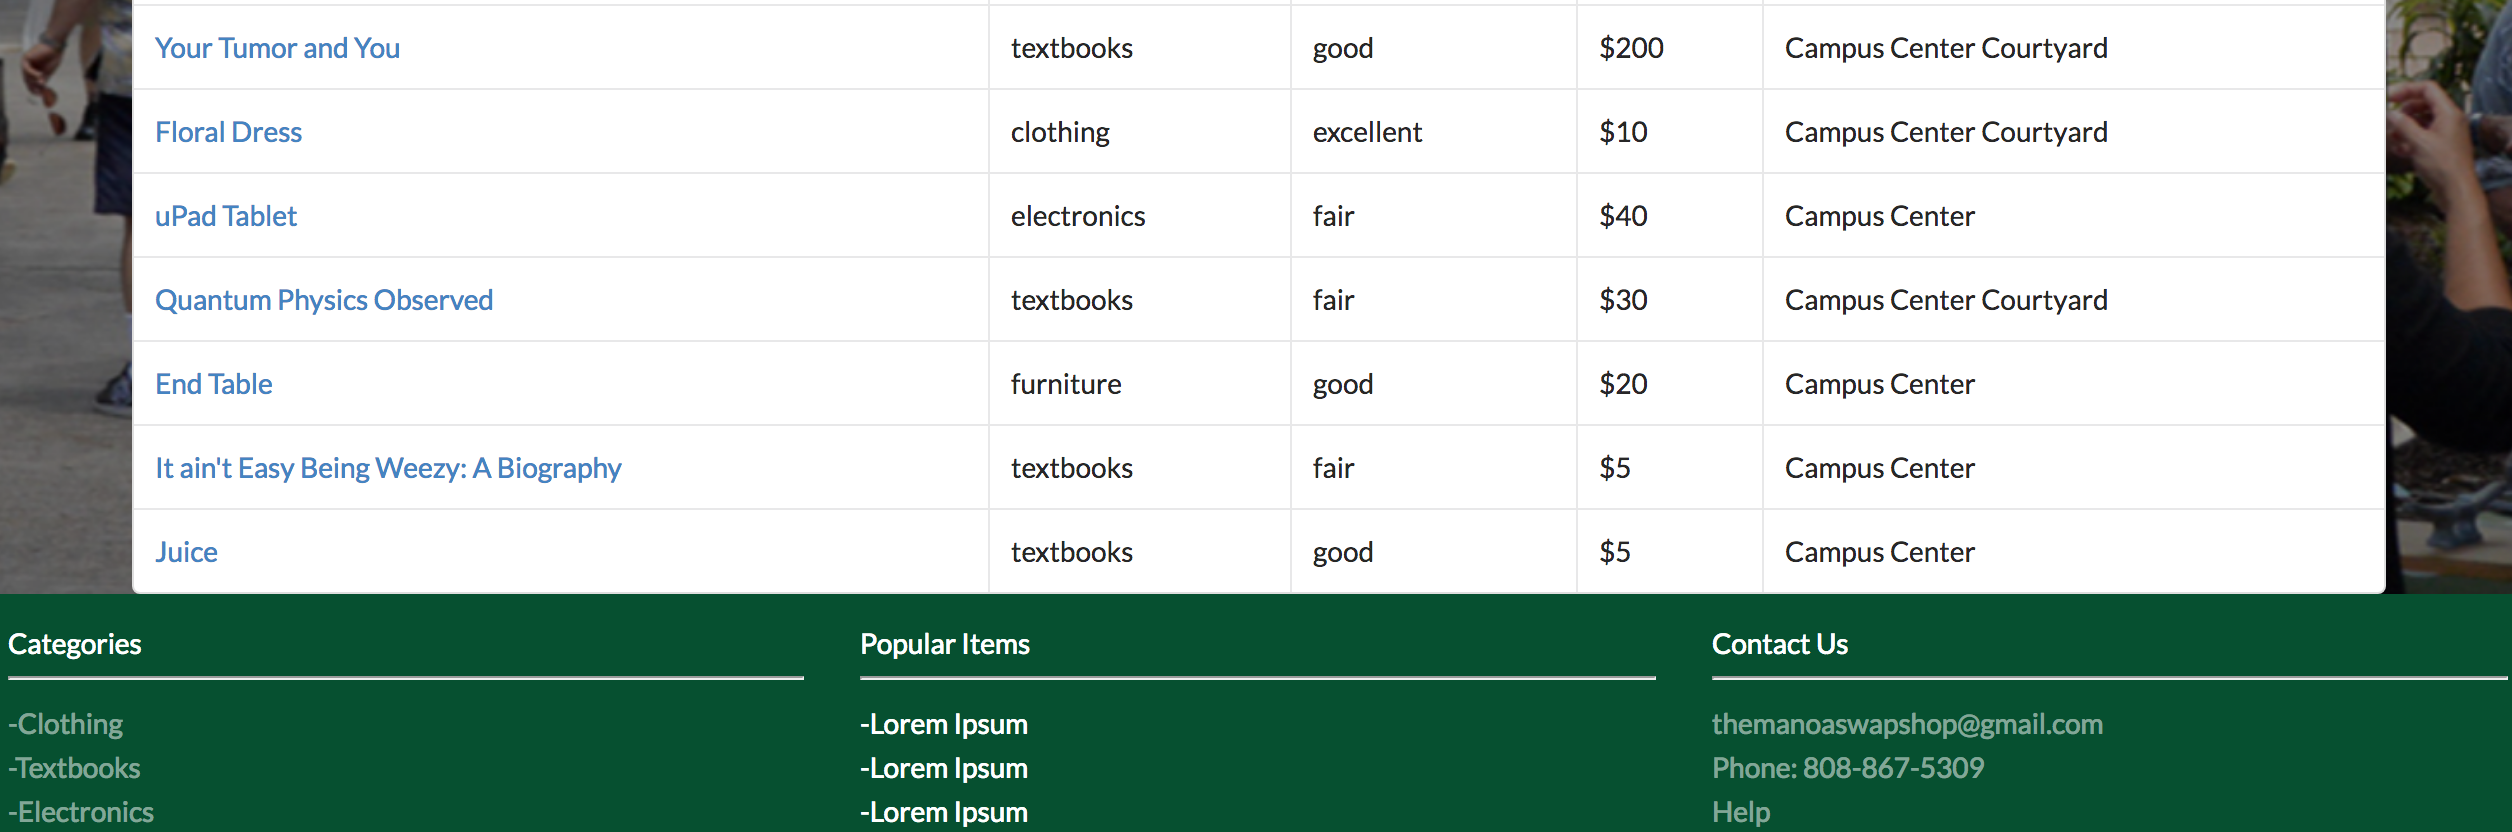 Your Tumor and You textbooks good $200 Campus Center Courtyard
Floral Dress clothing excellent $10 Campus Center Courtyard
uPad Tablet electronics fair $40 Campus Center
Quantum Physics Observed textbooks fair $30 Campus Center Courtyard
End Table furniture good $20 Campus Center
It ain't Easy Being Weezy: A Biography textbooks fair $5 Campus Center
Juice textbooks good $5 Campus Center
Categories
-Clothing
-Textbooks
-Electronics
Popular Items
-Lorem Ipsum
-Lorem Ipsum
-Lorem Ipsum
Contact Us
themanoaswapshop@gmail.com
Phone: 808-867-5309
Help